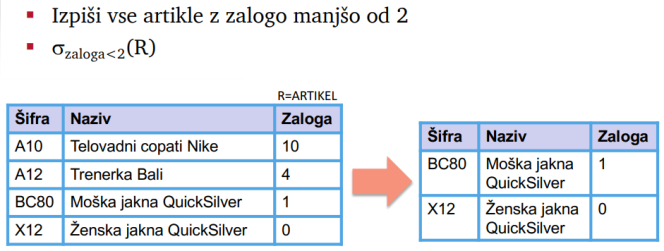 Izpiši vse artikle z zalogo manjšo od 2
σzaloga<2(R)
R=ARTIKEL
Šifra Naziv Zaloga
A10 Telovadni copati Nike 10
A12 Trenerka Bali 4
BC80 Moška jakna QuickSilver 1
X12 Ženska jakna QuickSilver 0
Šifra Naziv Zaloga
BC80 Moška jakna 1
QuickSilver
X12 Ženska jakna 0
QuickSilver